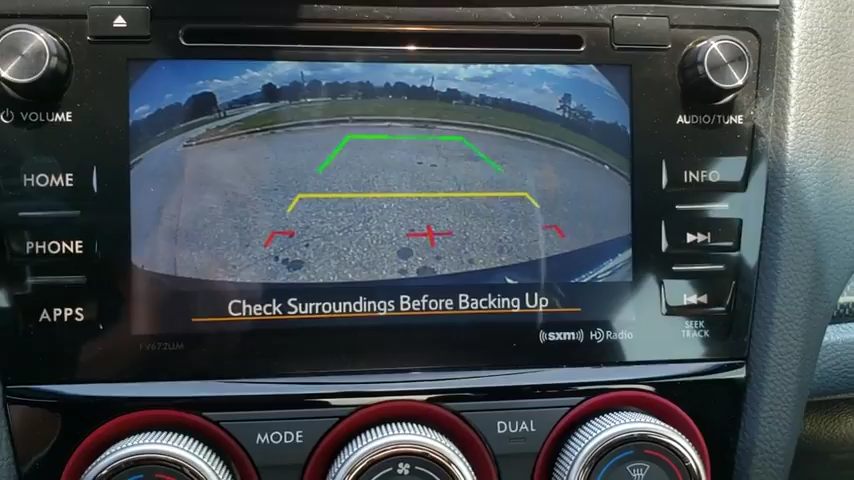 VOLUME
AUDIO/TUNE
HOME
INFO
PHONE
APPS
SEEK
TRACK
Check Surroundings Before Backing Up
((sxm))
HD Radio
MODE
DUAL